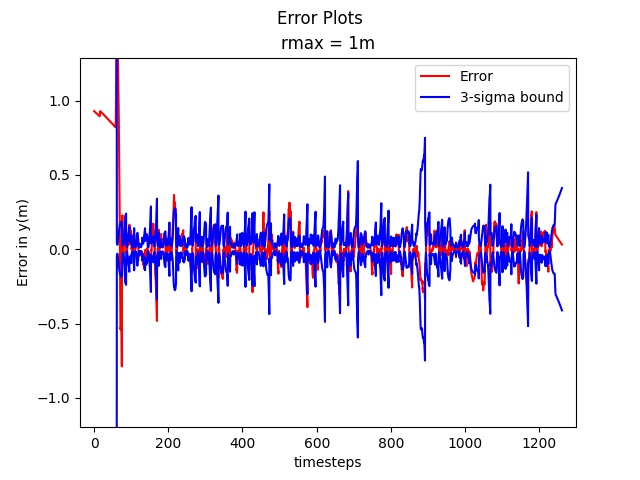 Error Plots
rmax = 1m
Error
3-sigma bound
1.0
0.5
0.0
−0.5
−1.0
Error in y(m)
0
200
400
600
800
1000
1200
timesteps